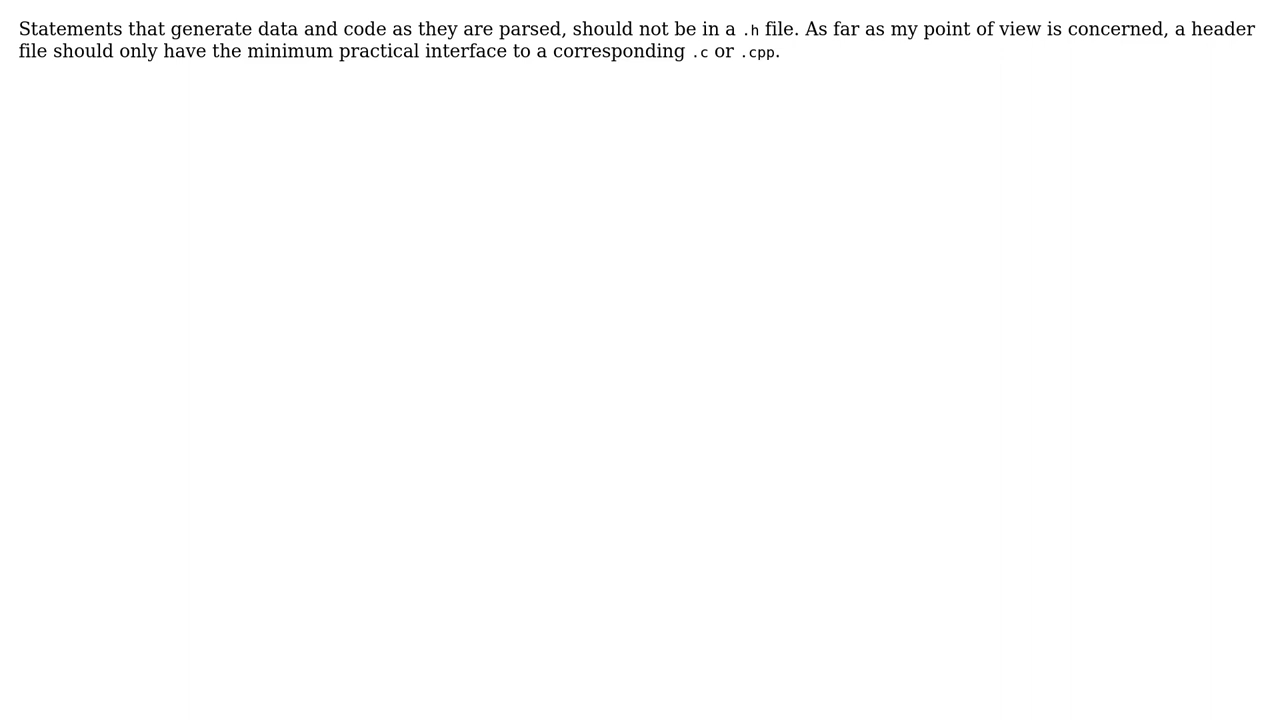 Statements that generate data and code as they are parsed, should not be in a .h file. As far as my point of view is concerned, a header
file should only have the minimum practical interface to a corresponding .c or .cpp.